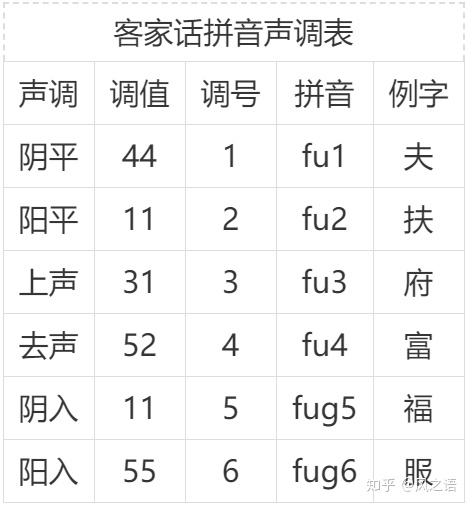 客家话拼音声调表
声调 调值 调号 拼音 例字
阴平 44 1 fu1 夫
阳平 11 2 fu2 扶
上声 31 3 fu3 府
去声 52 4 fu4 富
阴入 11 5 fug5 福
阳入 55 6 fug6 服
知乎 @风之语